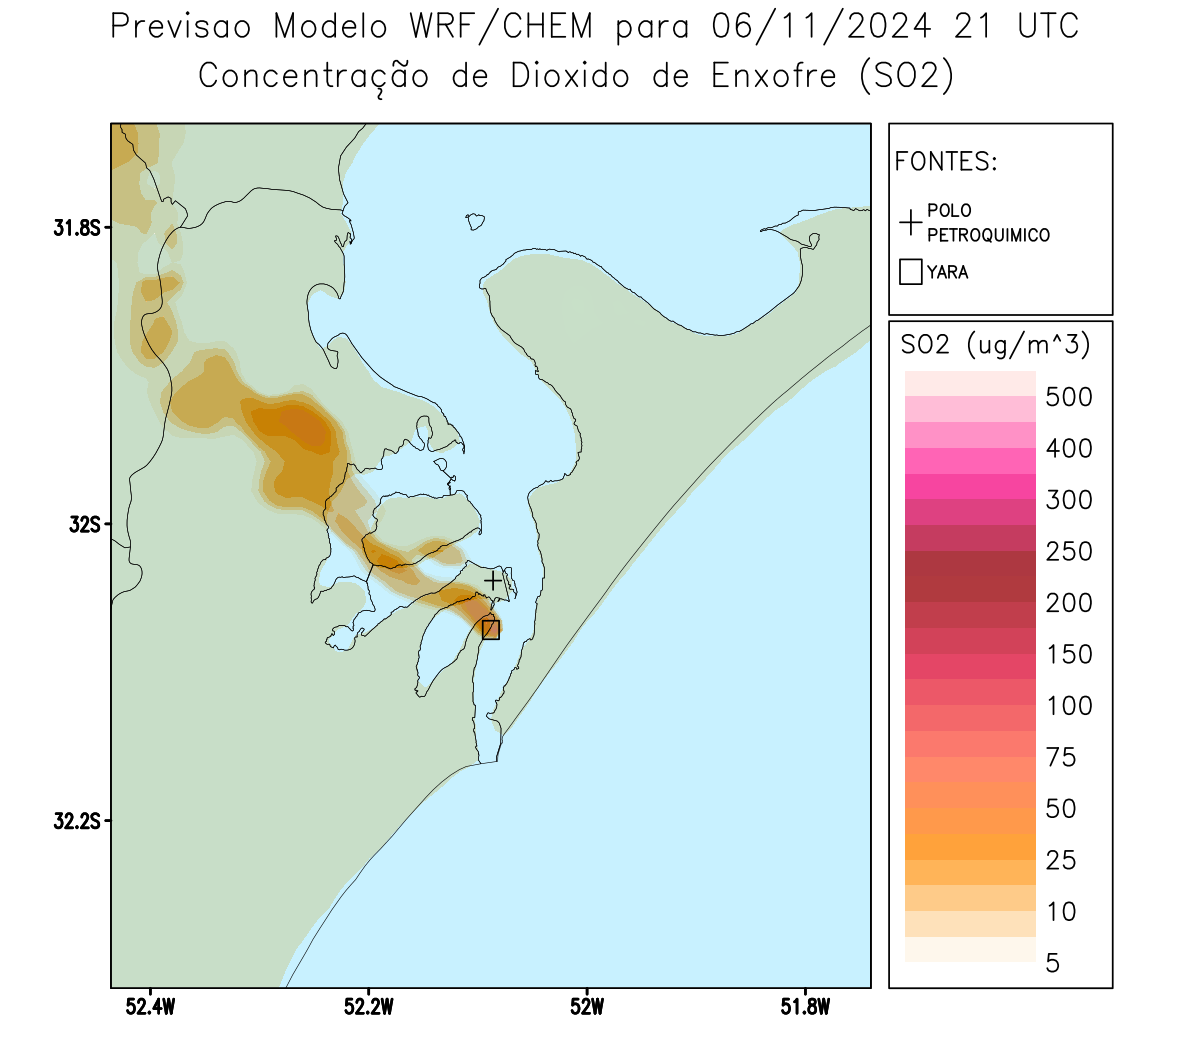 Previsao Modelo WRF/CHEM para 06/11/2024 21 UTC
Concentração de Dioxido de Enxofre (SO2)
FONTES:
POLO
PETROQUIMICO
YARA
SO2 (ug/m^3)
500
400
300
250
200
150
100
75
50
25
10
5
31.8S
32S
32.2S
52.4W
52.2W
52W
51.8W